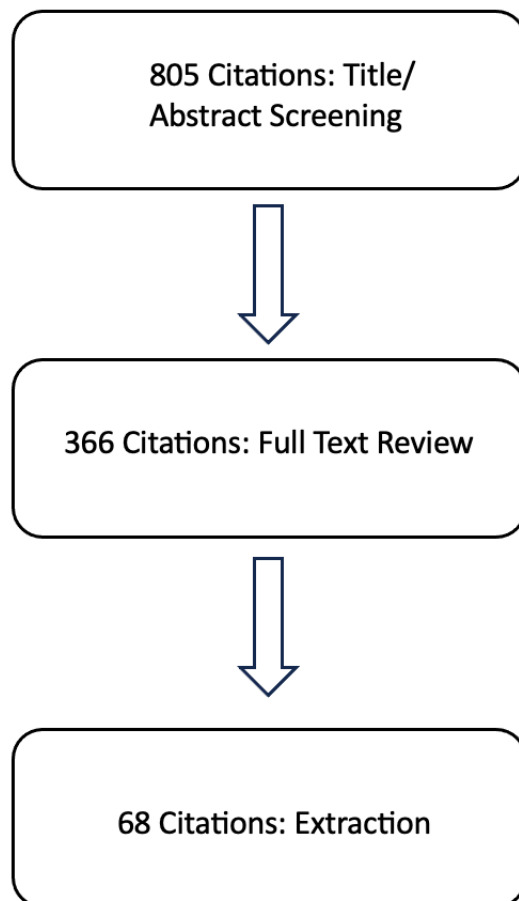 805 Citations: Title/
Abstract Screening
366 Citations: Full Text Review
68 Citations: Extraction